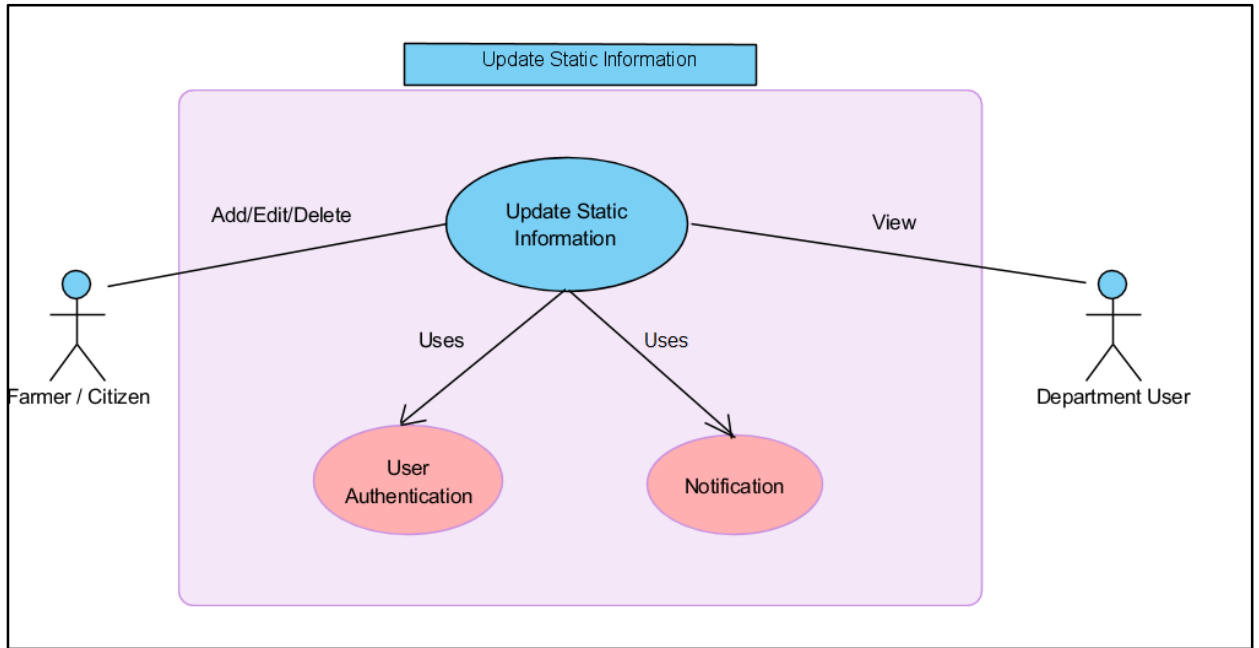 Update Static Information
Update Static
Information
Add/Edit/Delete
View
Uses
Uses
Farmer / Citizen
Department User
User
Authentication
Notification